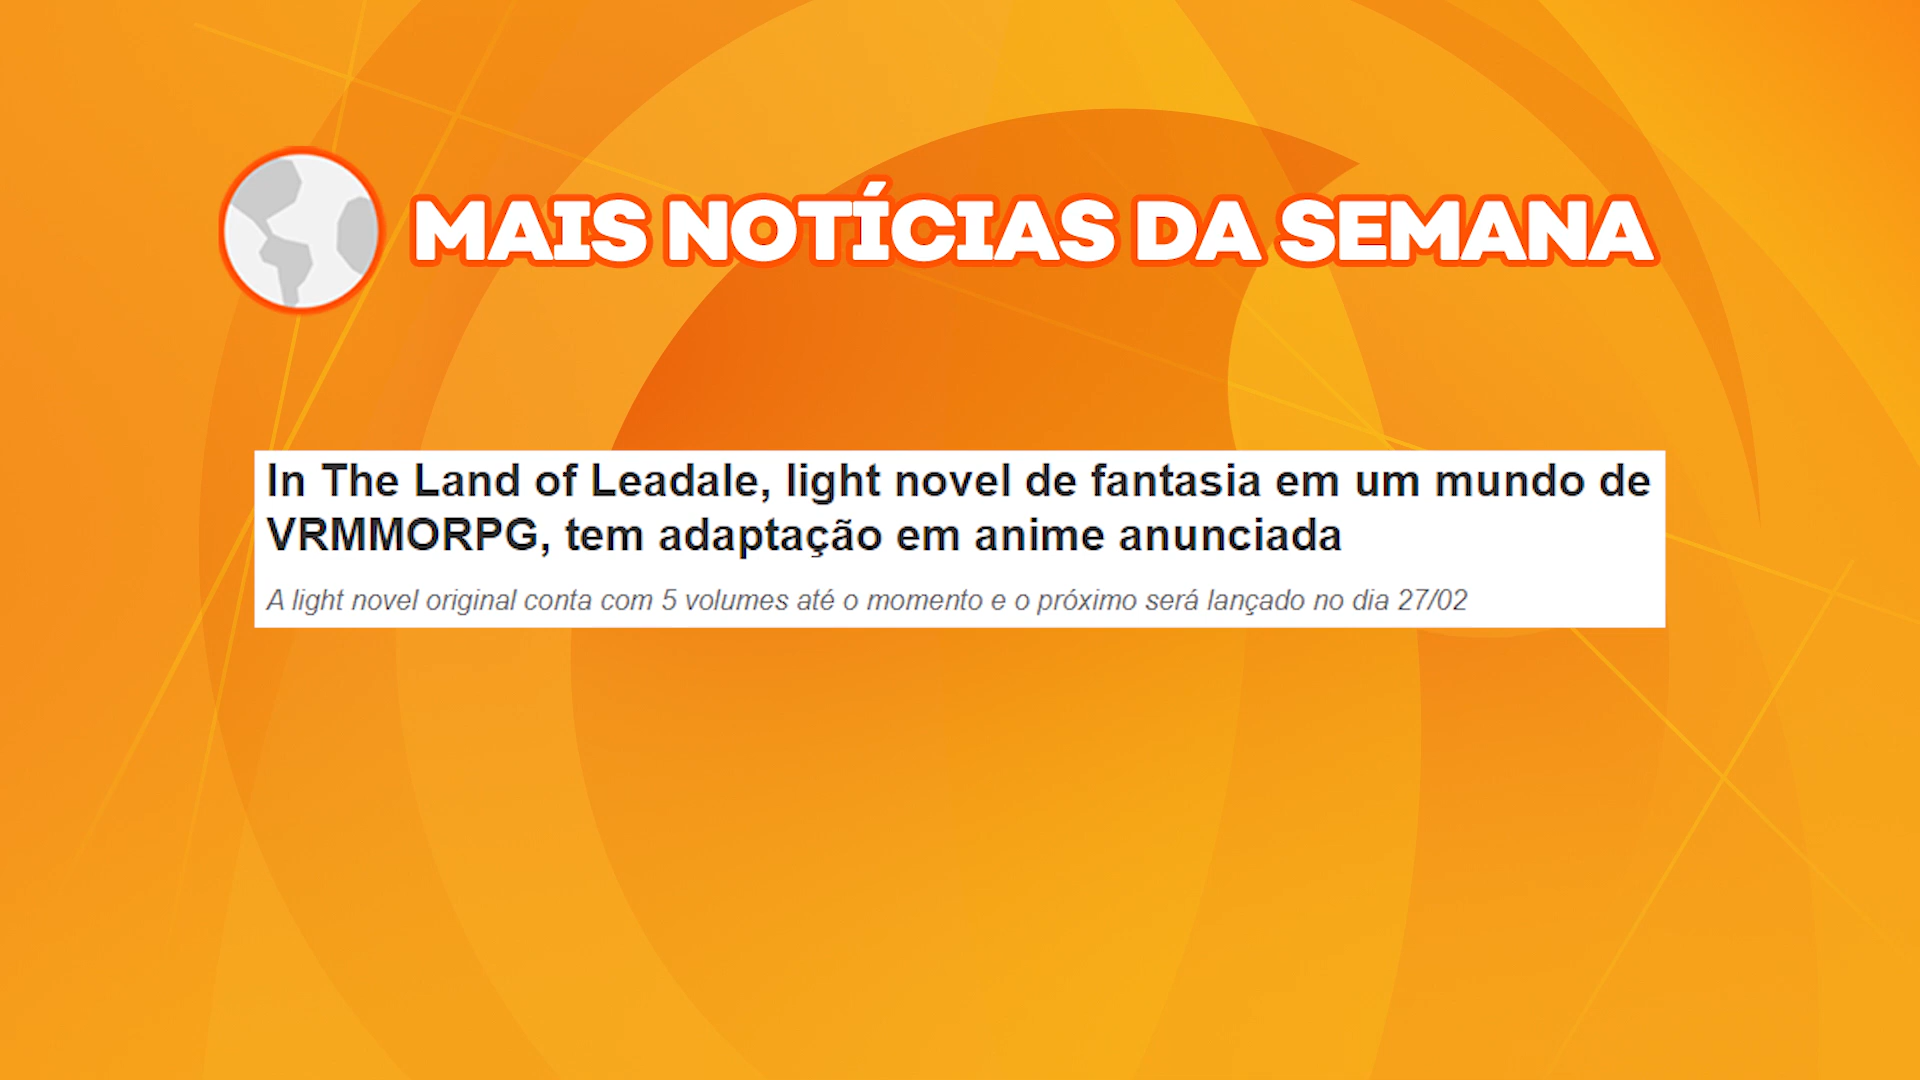 MAIS NOTÍCIAS DA SEMANA
In The Land of Leadale, light novel de fantasia em um mundo de
VRMMORPG, tem adaptação em anime anunciada
A light novel original conta com 5 volumes até o momento e o próximo será lançado no dia 27/02